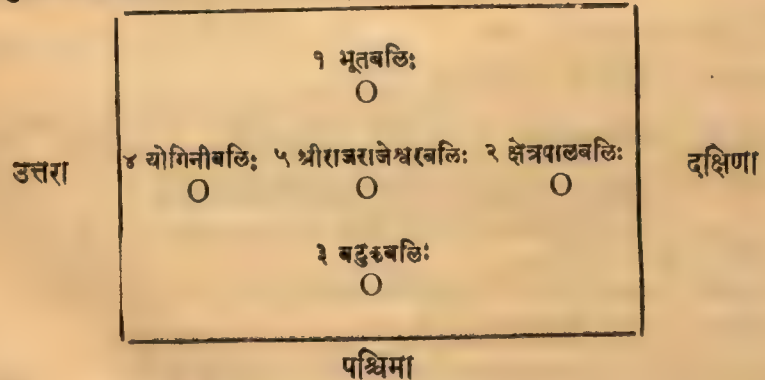 १ भूतबलिः
O
उत्तरा ४ योगिनीबलिः ५ श्रीराजराजेश्वरबलिः २ क्षेत्रपालबलिः दक्षिणा
O O O
३ बटुकबलिः
O
पश्चिमा